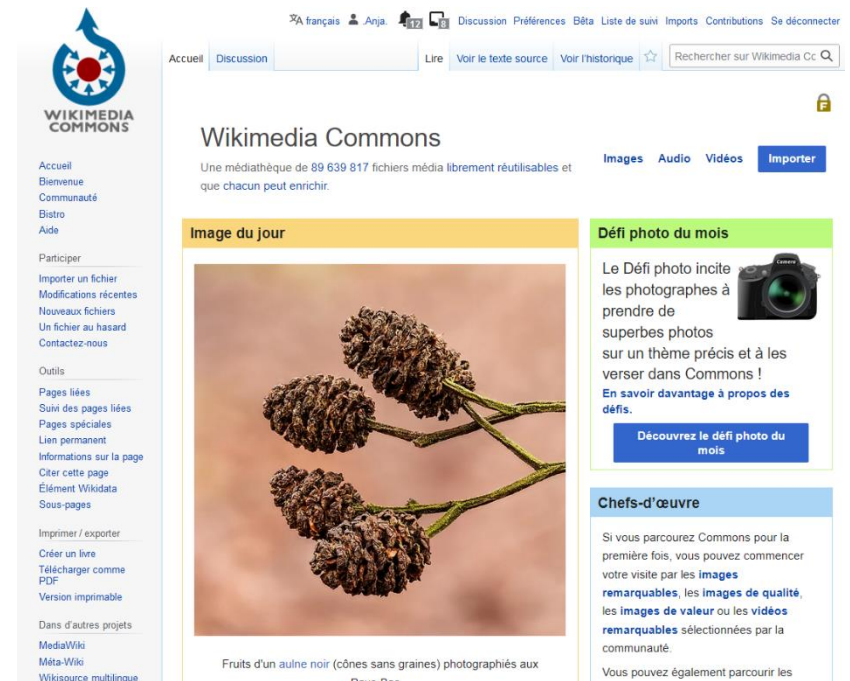 français .Anja. 12 8 Discussion Préférences Bêta Liste de suivi Imports Contributions Se déconnecter
Accueil Discussion Lire Voir le texte source Voir l'historique Rechercher sur Wikimedia Cc
WIKIMEDIA
COMMONS
Accueil
Bienvenue
Communauté
Bistro
Aide
Participer
Importer un fichier
Modifications récentes
Nouveaux fichiers
Un fichier au hasard
Contactez-nous
Outils
Pages liées
Suivi des pages liées
Pages spéciales
Lien permanent
Informations sur la page
Citer cette page
Élément Wikidata
Sous-pages
Imprimer / exporter
Créer un livre
Télécharger comme
PDF
Version imprimable
Dans d'autres projets
MediaWiki
Méta-Wiki
Wikisource multilingue
Wikimedia Commons
Une médiathèque de 89 639 817 fichiers média librement réutilisables et
que chacun peut enrichir.
Images Audio Vidéos Importer
Image du jour
Fruits d'un aulne noir (cônes sans graines) photographiés aux
Défi photo du mois
Le Défi photo incite
les photographes à
prendre de
superbes photos
sur un thème précis et à les
verser dans Commons !
En savoir davantage à propos des
défis.
Découvrez le défi photo du
mois
Camera
Chefs-d'œuvre
Si vous parcourez Commons pour la
première fois, vous pouvez commencer
votre visite par les images
remarquables, les images de qualité,
les images de valeur ou les vidéos
remarquables sélectionnées par la
communauté.
Vous pouvez également parcourir les